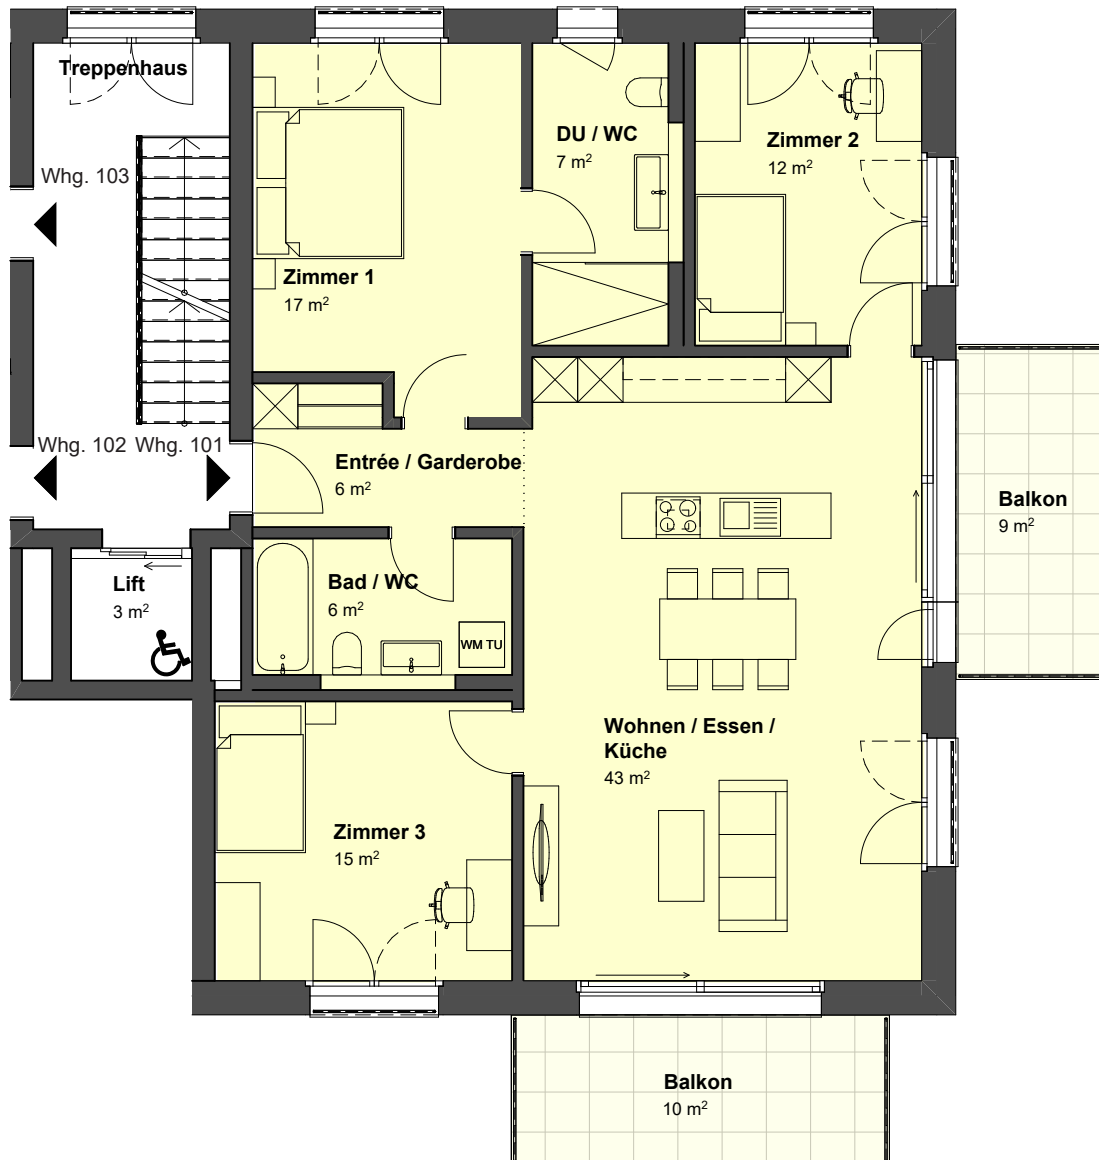 Treppenhaus
Whg. 103
Whg. 102
Whg. 101
Lift
3 m²
Zimmer 1
17 m²
DU / WC
7 m²
Zimmer 2
12 m²
Entrée / Garderobe
6 m²
Bad / WC
6 m²
WM TU
Balkon
9 m²
Wohnen / Essen /
Küche
43 m²
Zimmer 3
15 m²
Balkon
10 m²